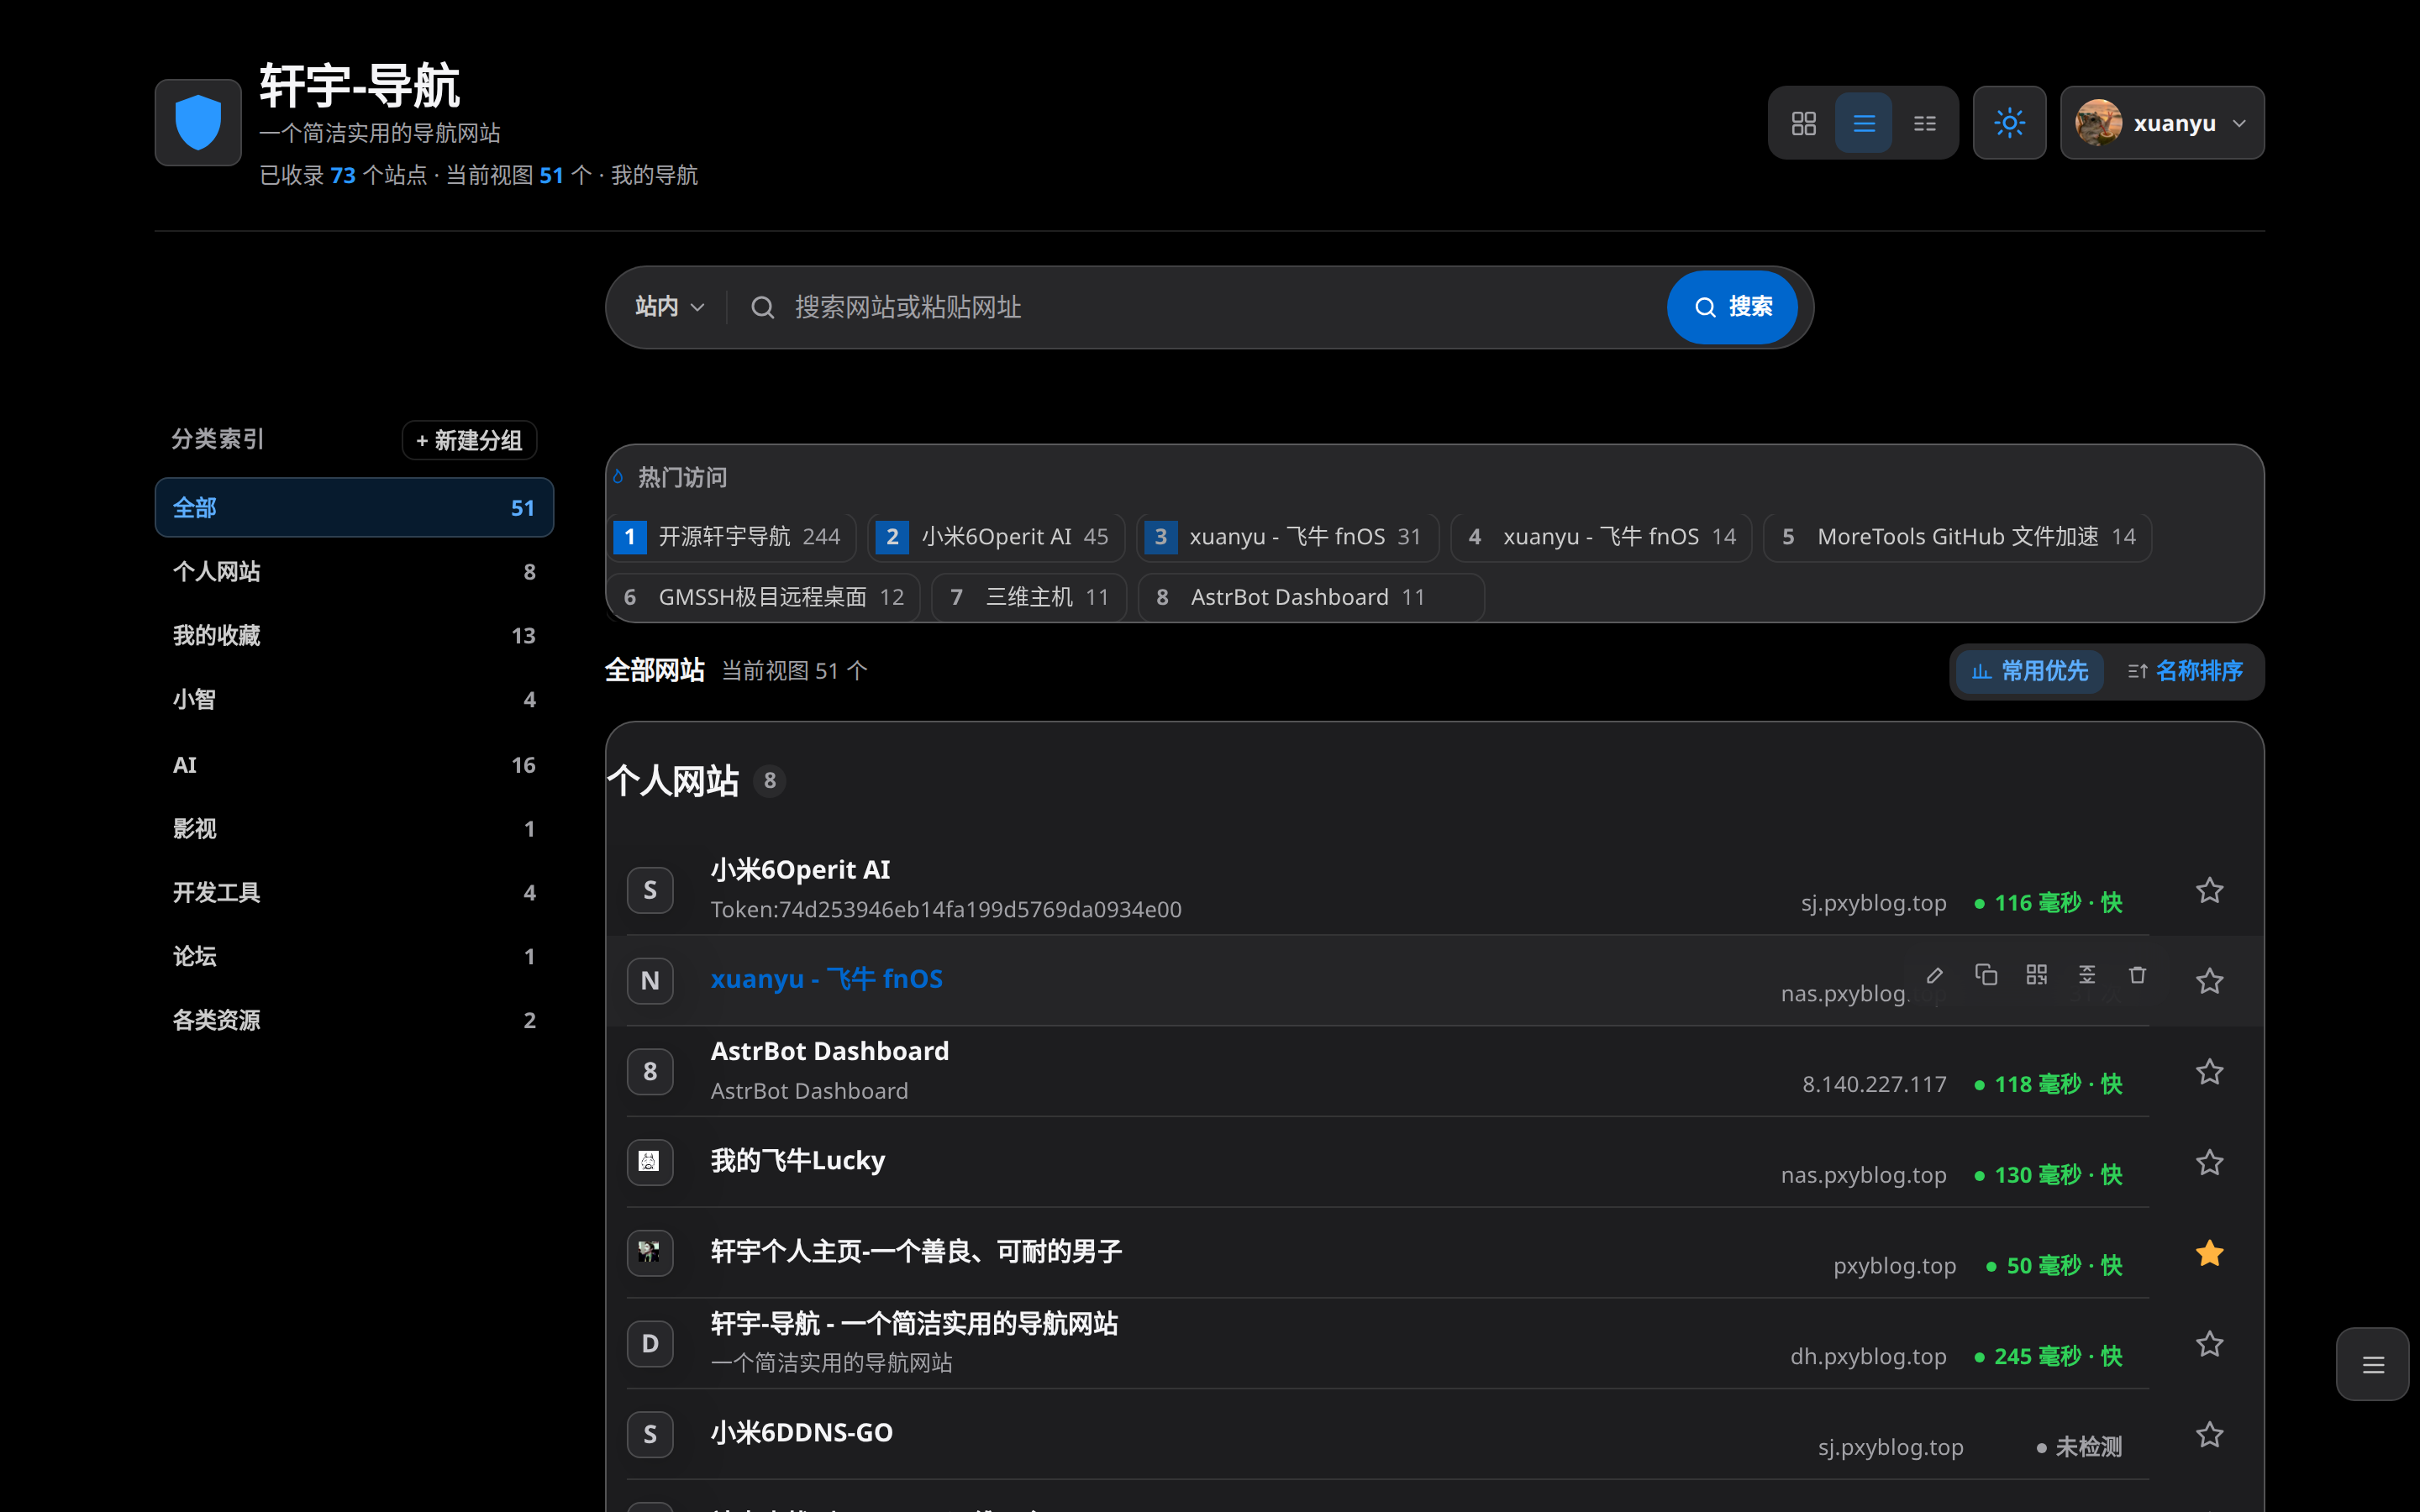 轩宇-导航
一个简洁实用的导航网站
已收录 73 个站点 · 当前视图 51 个 · 我的导航
xuanyu
站内
搜索网站或粘贴网址
搜索
分类索引
+ 新建分组
全部 51
个人网站 8
我的收藏 13
小智 4
AI 16
影视 1
开发工具 4
论坛 1
各类资源 2
热门访问
1 开源轩宇导航 244
2 小米6Operit AI 45
3 xuanyu - 飞牛 fnOS 31
4 xuanyu - 飞牛 fnOS 14
5 MoreTools GitHub 文件加速 14
6 GMSSH极目远程桌面 12
7 三维主机 11
8 AstrBot Dashboard 11
全部网站 当前视图 51 个
常用优先
名称排序
个人网站 8
S
小米6Operit AI
Token:74d253946eb14fa199d5769da0934e00
sj.pxyblog.top
116 毫秒 · 快
N
xuanyu - 飞牛 fnOS
nas.pxyblog.
8
AstrBot Dashboard
AstrBot Dashboard
8.140.227.117
118 毫秒 · 快
我的飞牛Lucky
nas.pxyblog.top
130 毫秒 · 快
轩宇个人主页-一个善良、可耐的男子
pxyblog.top
50 毫秒 · 快
D
轩宇-导航 - 一个简洁实用的导航网站
一个简洁实用的导航网站
dh.pxyblog.top
245 毫秒 · 快
S
小米6DDNS-GO
sj.pxyblog.top
未检测